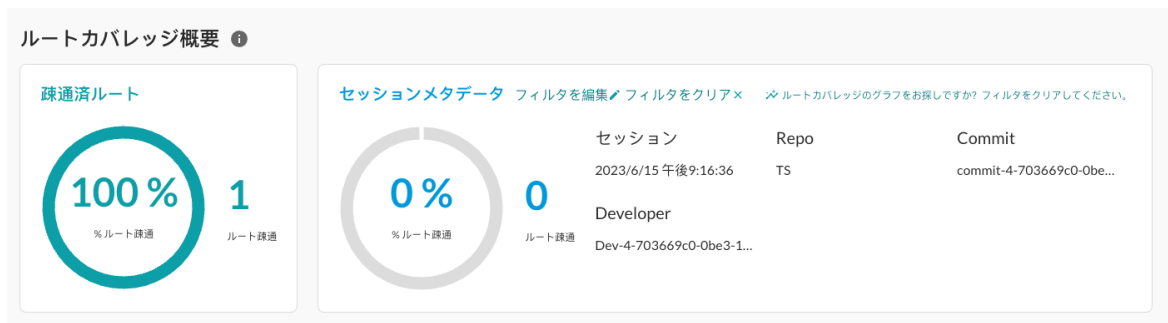 ルートカバレッジ概要
疎通済ルート
100 %
% ルート疎通
1
ルート疎通
セッションメタデータ フィルタを編集 フィルタをクリア× ルートカバレッジのグラフをお探しですか? フィルタをクリアしてください。
0 %
% ルート疎通
0
ルート疎通
セッション Repo Commit
2023/6/15 午後9:16:36 TS commit-4-703669c0-0be...
Developer
Dev-4-703669c0-0be3-1...